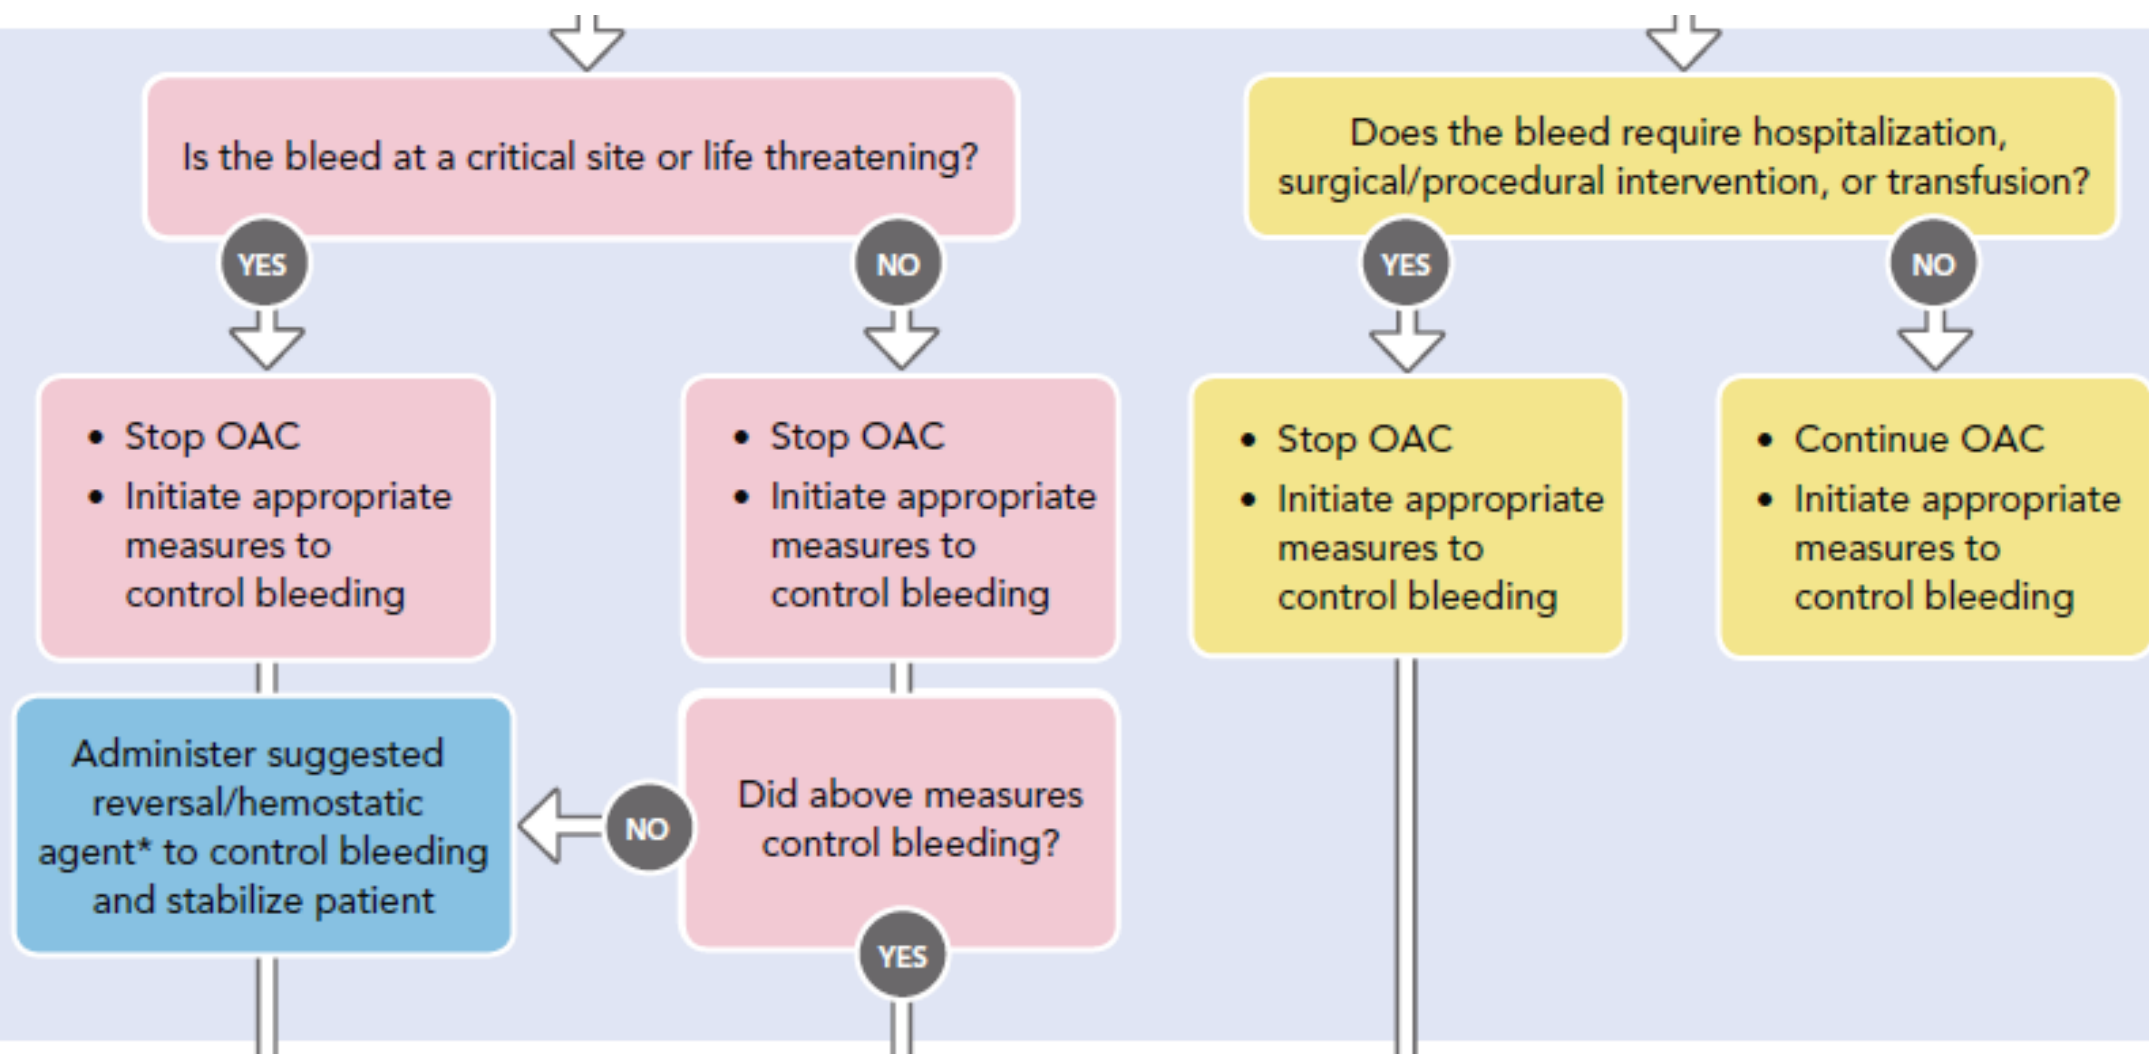 Is the bleed at a critical site or life threatening?
YES
NO
• Stop OAC
• Initiate appropriate
measures to
control bleeding
• Stop OAC
• Initiate appropriate
measures to
control bleeding
Administer suggested
reversal/hemostatic
agent* to control bleeding
and stabilize patient
NO
Did above measures
control bleeding?
YES
Does the bleed require hospitalization,
surgical/procedural intervention, or transfusion?
YES
NO
• Stop OAC
• Initiate appropriate
measures to
control bleeding
• Continue OAC
• Initiate appropriate
measures to
control bleeding